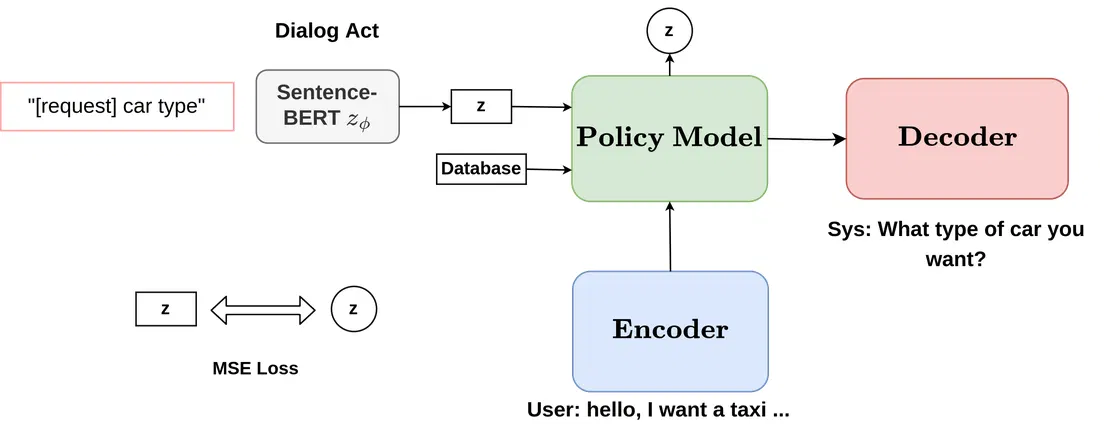 Dialog Act
z
"[request] car type"
Sentence-
BERT zϕ
z
Policy Model
Decoder
Database
Sys: What type of car you
want?
z
z
MSE Loss
Encoder
User: hello, I want a taxi ...